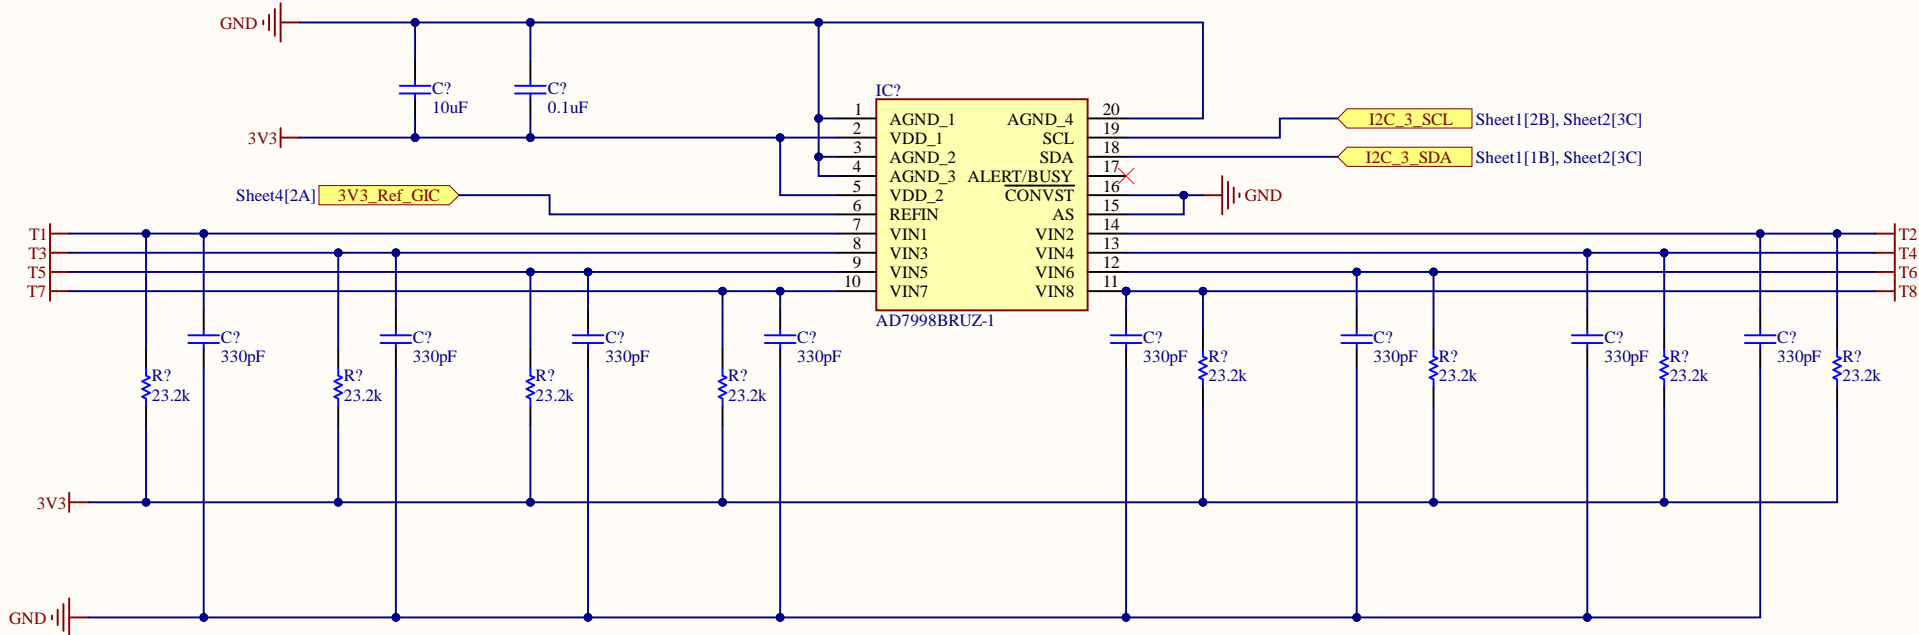 GND
C?
10uF
C?
0.1uF
3V3
Sheet4[2A] 3V3_Ref_GIC
IC?
1 AGND_1 AGND_4 20
2 VDD_1 SCL 19
3 AGND_2 SDA 18
4 AGND_3 ALERT/BUSY 17
5 VDD_2 CONVST 16
6 REFIN AS 15
7 VIN1 VIN2 14
8 VIN3 VIN4 13
9 VIN5 VIN6 12
10 VIN7 VIN8 11
AD7998BRUZ-1
I2C_3_SCL Sheet1[2B], Sheet2[3C]
I2C_3_SDA Sheet1[1B], Sheet2[3C]
GND
T1
T3
T5
T7
T2
T4
T6
T8
C?
330pF
C?
330pF
C?
330pF
C?
330pF
C?
330pF
C?
330pF
C?
330pF
C?
330pF
R?
23.2k
R?
23.2k
R?
23.2k
R?
23.2k
R?
23.2k
R?
23.2k
R?
23.2k
R?
23.2k
3V3
GND